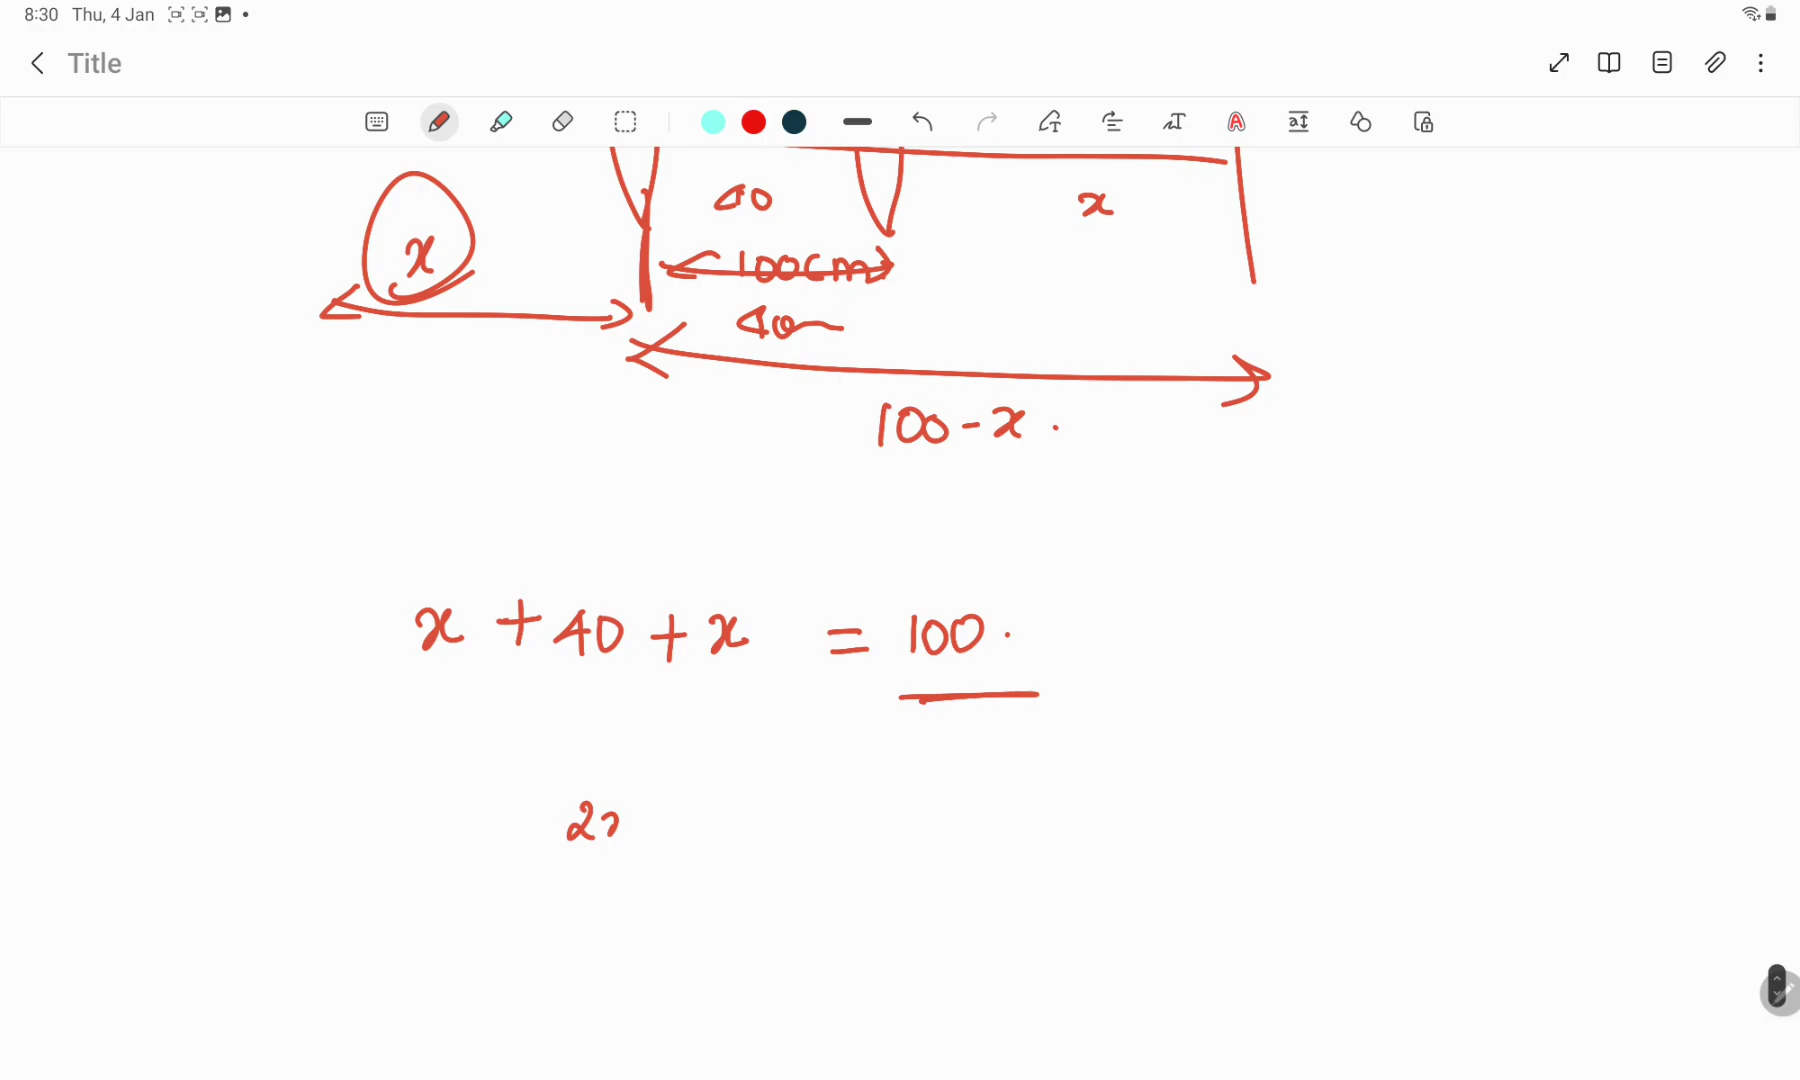 8:30 Thu, 4 Jan
Title
40 x
x 100cm
40
100 - x .
x + 40 + x = 100 .
2x